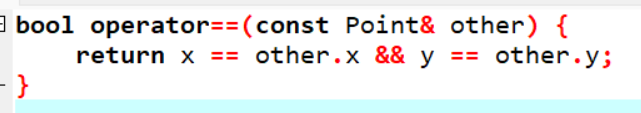 bool operator==(const Point& other) {
    return x == other.x && y == other.y;
}